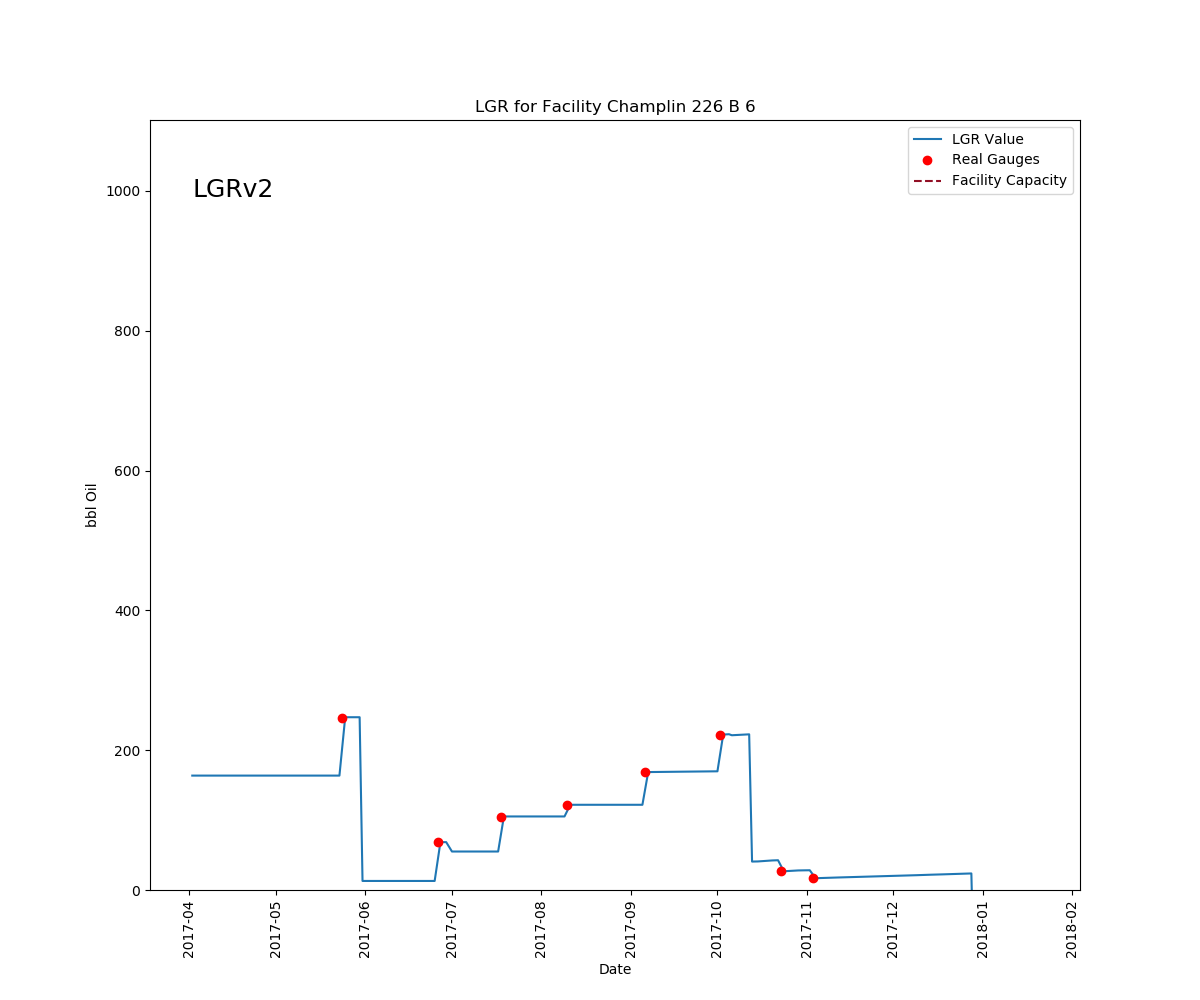 LGR for Facility Champlin 226 B 6
LGR Value
Real Gauges
Facility Capacity
LGRv2
1000
800
600
400
200
0
bbl Oil
2017-04
2017-05
2017-06
2017-07
2017-08
2017-09
2017-10
2017-11
2017-12
2018-01
2018-02
Date